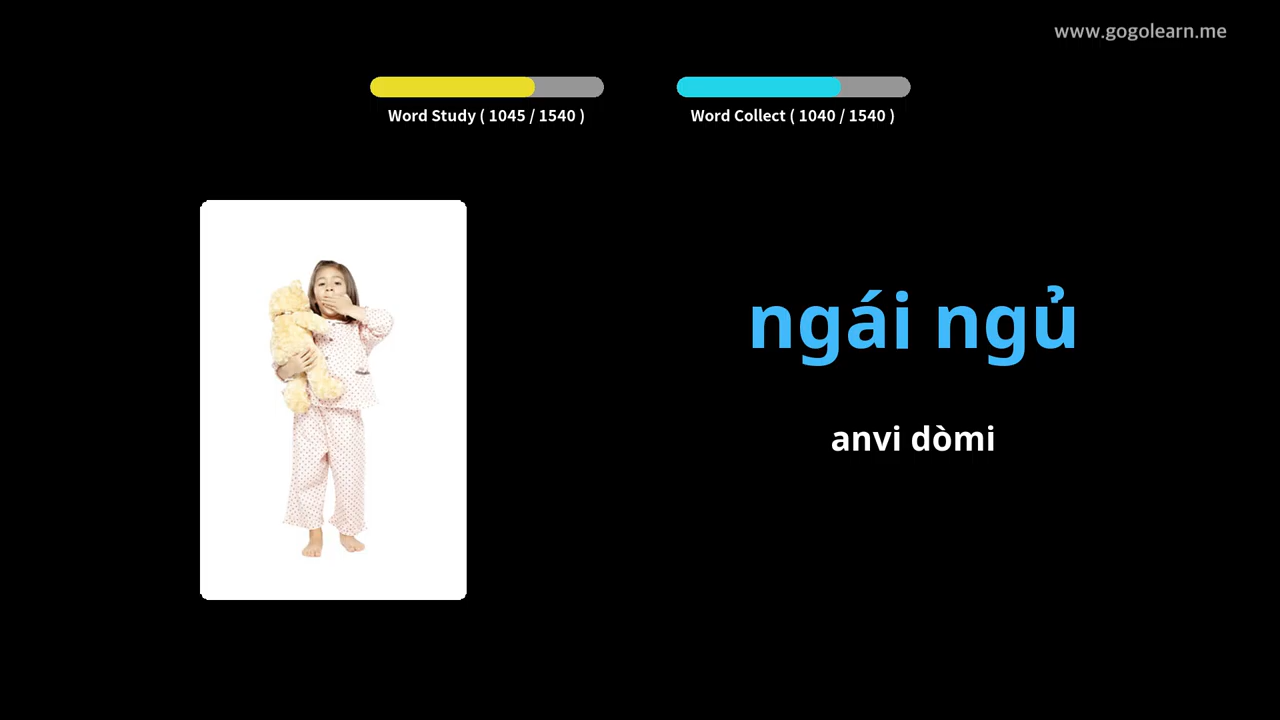 www.gogolearn.me
Word Study ( 1045 / 1540 )
Word Collect ( 1040 / 1540 )
ngái ngủ
anvi dòmi